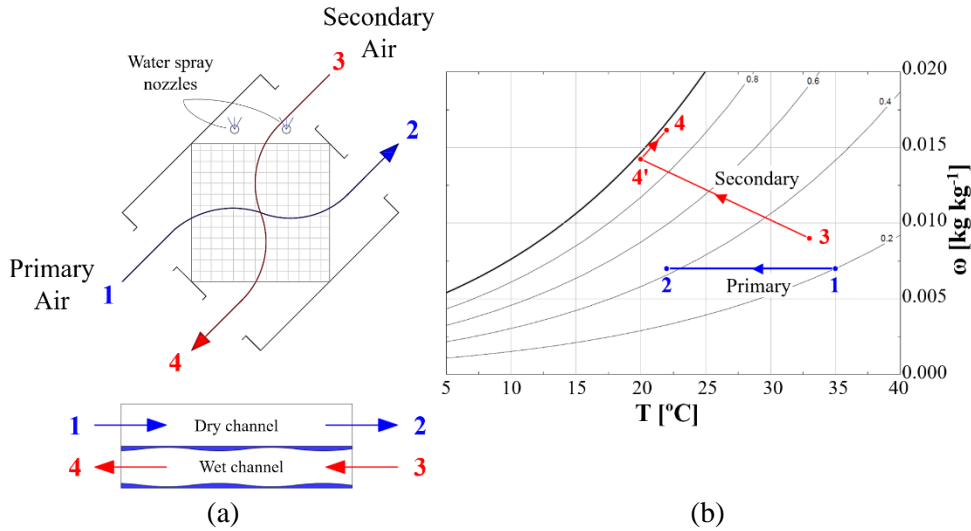 Secondary
Air
Water spray
nozzles
3
2
Primary
Air
1
4
1
Dry channel
2
4
Wet channel
3
(a)
0.020
0.015
0.010
0.005
0.000
ω [kg kg-1]
0.8
0.6
0.4
0.2
4
4'
Secondary
3
2
Primary
1
5
10
15
20
25
30
35
40
T [ºC]
(b)